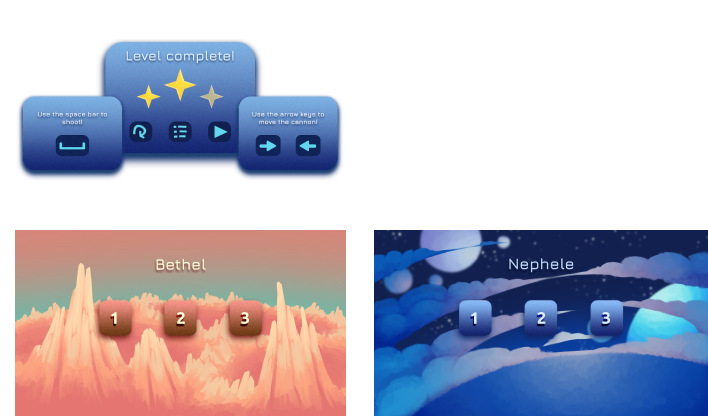 Level complete!
Use the space bar to
shoot!
Use the arrow keys to
move the cannon!
Bethel
1 2 3
Nephele
1 2 3